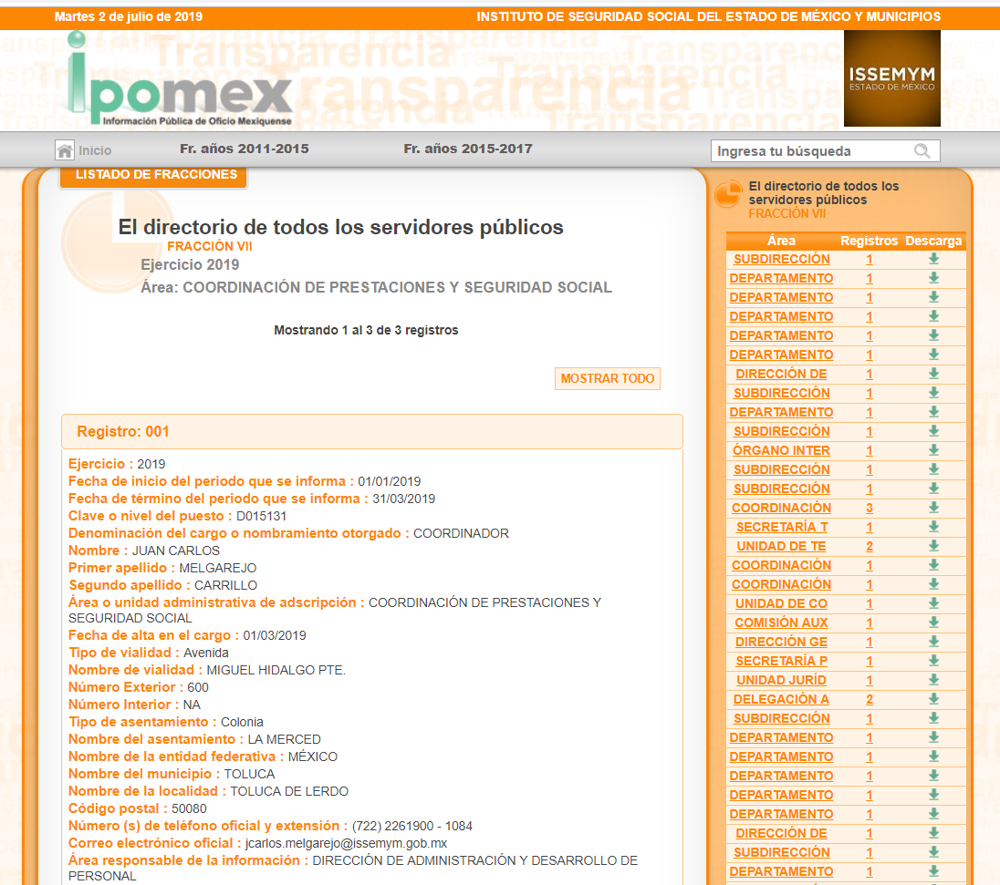 Martes 2 de julio de 2019
INSTITUTO DE SEGURIDAD SOCIAL DEL ESTADO DE MÉXICO Y MUNICIPIOS
Transparencia
ipomex
Información Pública de Oficio Mexiquense
ISSEMYM
ESTADO DE MÉXICO
Inicio
Fr. años 2011-2015
Fr. años 2015-2017
Ingresa tu búsqueda
LISTADO DE FRACCIONES
El directorio de todos los servidores públicos
FRACCIÓN VII
Ejercicio 2019
Área: COORDINACIÓN DE PRESTACIONES Y SEGURIDAD SOCIAL
Mostrando 1 al 3 de 3 registros
MOSTRAR TODO
Registro: 001
Ejercicio : 2019
Fecha de inicio del periodo que se informa : 01/01/2019
Fecha de término del periodo que se informa : 31/03/2019
Clave o nivel del puesto : D015131
Denominación del cargo o nombramiento otorgado : COORDINADOR
Nombre : JUAN CARLOS
Primer apellido : MELGAREJO
Segundo apellido : CARRILLO
Área o unidad administrativa de adscripción : COORDINACIÓN DE PRESTACIONES Y
SEGURIDAD SOCIAL
Fecha de alta en el cargo : 01/03/2019
Tipo de vialidad : Avenida
Nombre de vialidad : MIGUEL HIDALGO PTE.
Número Exterior : 600
Número Interior : NA
Tipo de asentamiento : Colonia
Nombre del asentamiento : LA MERCED
Nombre de la entidad federativa : MÉXICO
Nombre del municipio : TOLUCA
Nombre de la localidad : TOLUCA DE LERDO
Código postal : 50080
Número (s) de teléfono oficial y extensión : (722) 2261900 - 1084
Correo electrónico oficial : jcarlos.melgarejo@issemym.gob.mx
Área responsable de la información : DIRECCIÓN DE ADMINISTRACIÓN Y DESARROLLO DE
PERSONAL
El directorio de todos los
servidores públicos
FRACCIÓN VII
Área Registros Descarga
SUBDIRECCIÓN 1
DEPARTAMENTO 1
DEPARTAMENTO 1
DEPARTAMENTO 1
DEPARTAMENTO 1
DEPARTAMENTO 1
DIRECCIÓN DE 1
SUBDIRECCIÓN 1
DEPARTAMENTO 1
SUBDIRECCIÓN 1
ÓRGANO INTER 1
SUBDIRECCIÓN 1
SUBDIRECCIÓN 1
COORDINACIÓN 3
SECRETARÍA T 1
UNIDAD DE TE 2
COORDINACIÓN 1
COORDINACIÓN 1
UNIDAD DE CO 1
COMISIÓN AUX 1
DIRECCIÓN GE 1
SECRETARÍA P 1
UNIDAD JURÍD 1
DELEGACIÓN A 2
SUBDIRECCIÓN 1
DEPARTAMENTO 1
DEPARTAMENTO 1
DEPARTAMENTO 1
DEPARTAMENTO 1
DEPARTAMENTO 1
DIRECCIÓN DE 1
SUBDIRECCIÓN 1
DEPARTAMENTO 1